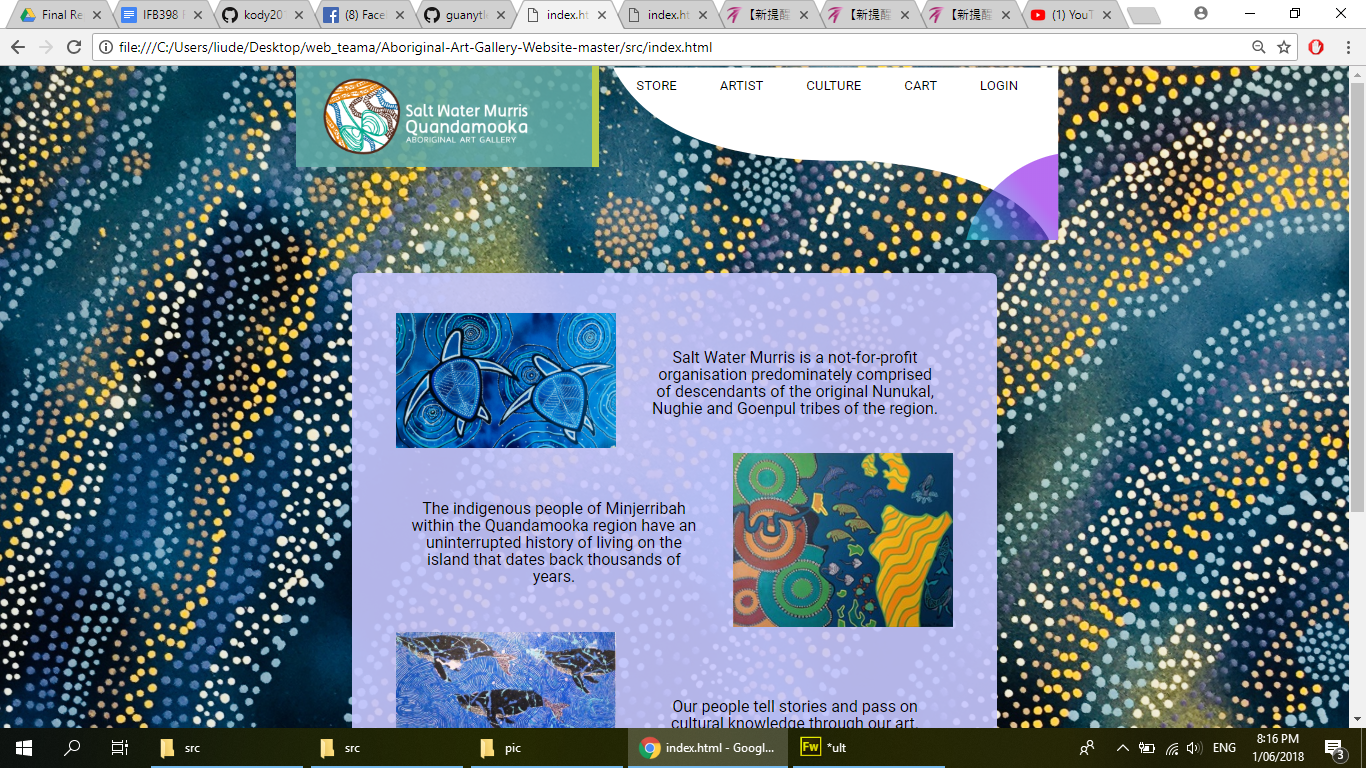 Final Re
IFB398 F
kody20
(8) Face
guanytl
index.ht
index.ht
【新提醒
【新提醒
【新提醒
(1) YouT
file:///C:/Users/liude/Desktop/web_teama/Aboriginal-Art-Gallery-Website-master/src/index.html
Salt Water Murris
Quandamooka
ABORIGINAL ART GALLERY
STORE ARTIST CULTURE CART LOGIN
Salt Water Murris is a not-for-profit
organisation predominately comprised
of descendants of the original Nunukal,
Nughie and Goenpul tribes of the region.
The indigenous people of Minjerribah
within the Quandamooka region have an
uninterrupted history of living on the
island that dates back thousands of
years.
Our people tell stories and pass on
cultural knowledge through our art.
src
src
pic
index.html - Googl...
Fw
*ult
ENG
8:16 PM
1/06/2018
3